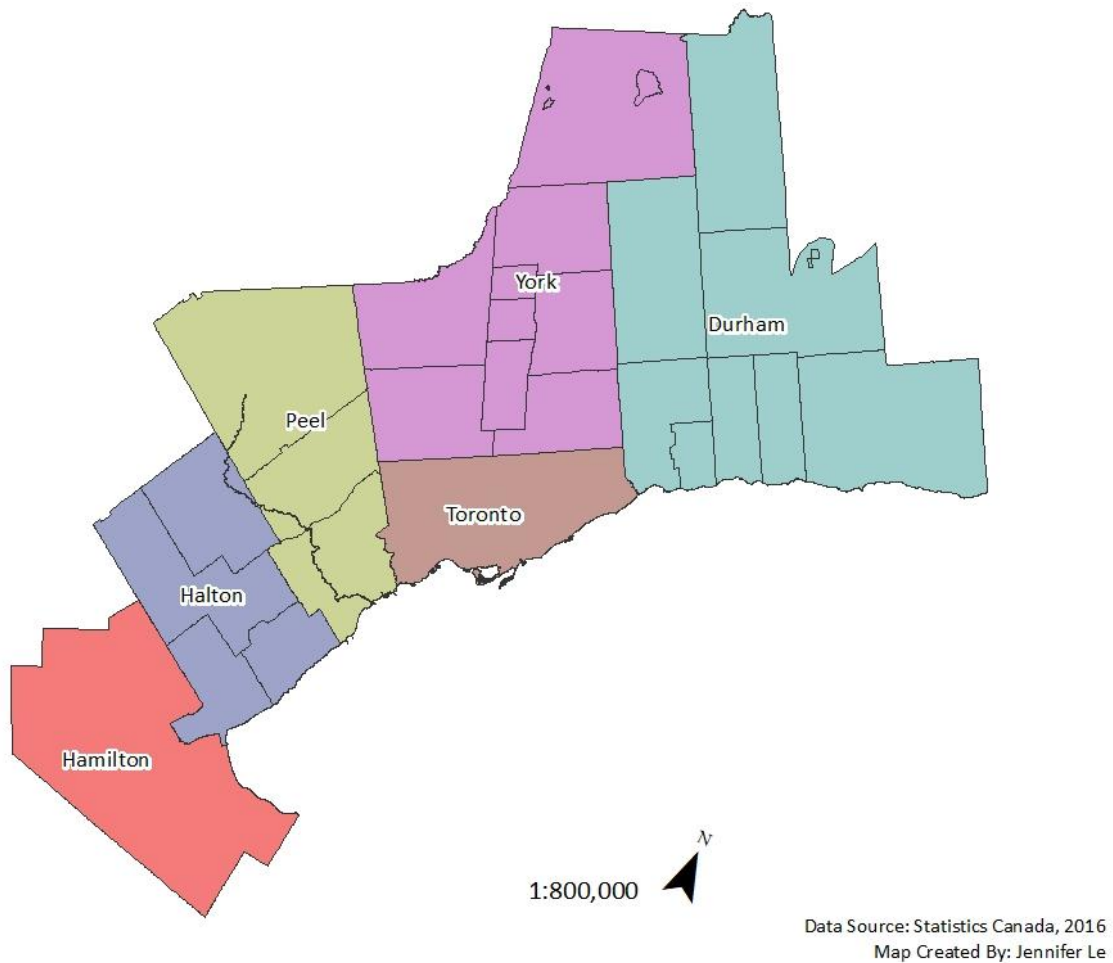 York
Durham
Peel
Toronto
Halton
Hamilton
N
1:800,000
Data Source: Statistics Canada, 2016
Map Created By: Jennifer Le